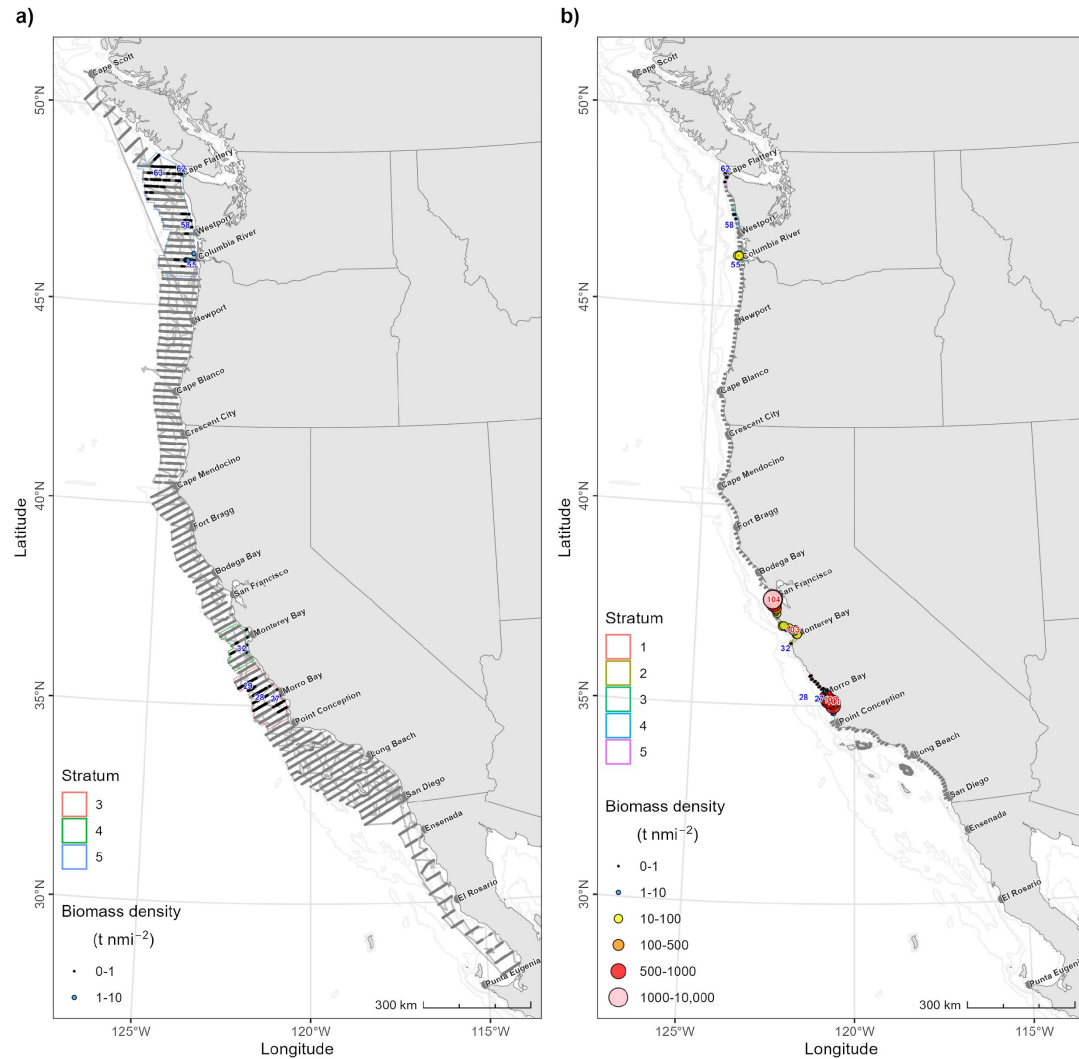 a)
Cape Scott
50°N
Cape Flattery
62
63
58
Westport
Columbia River
55
45°N
Newport
Cape Blanco
Crescent City
Cape Mendocino
40°N
Fort Bragg
Bodega Bay
San Francisco
Monterey Bay
32
Morro Bay
29
28
27
35°N
Point Conception
Long Beach
San Diego
Ensenada
El Rosario
30°N
Punta Eugenia
Latitude
Stratum
3
4
5
Biomass density
(t nmi⁻²)
0-1
1-10
300 km
125°W
120°W
115°W
Longitude
b)
Cape Scott
50°N
62
Cape Flattery
58
Westport
Columbia River
55
45°N
Newport
Cape Blanco
Crescent City
Cape Mendocino
40°N
Fort Bragg
Bodega Bay
San Francisco
104
103
Monterey Bay
32
Morro Bay
28
35°N
Point Conception
Long Beach
San Diego
Ensenada
El Rosario
30°N
Punta Eugenia
Latitude
Stratum
1
2
3
4
5
Biomass density
(t nmi⁻²)
0-1
1-10
10-100
100-500
500-1000
1000-10,000
300 km
125°W
120°W
115°W
Longitude